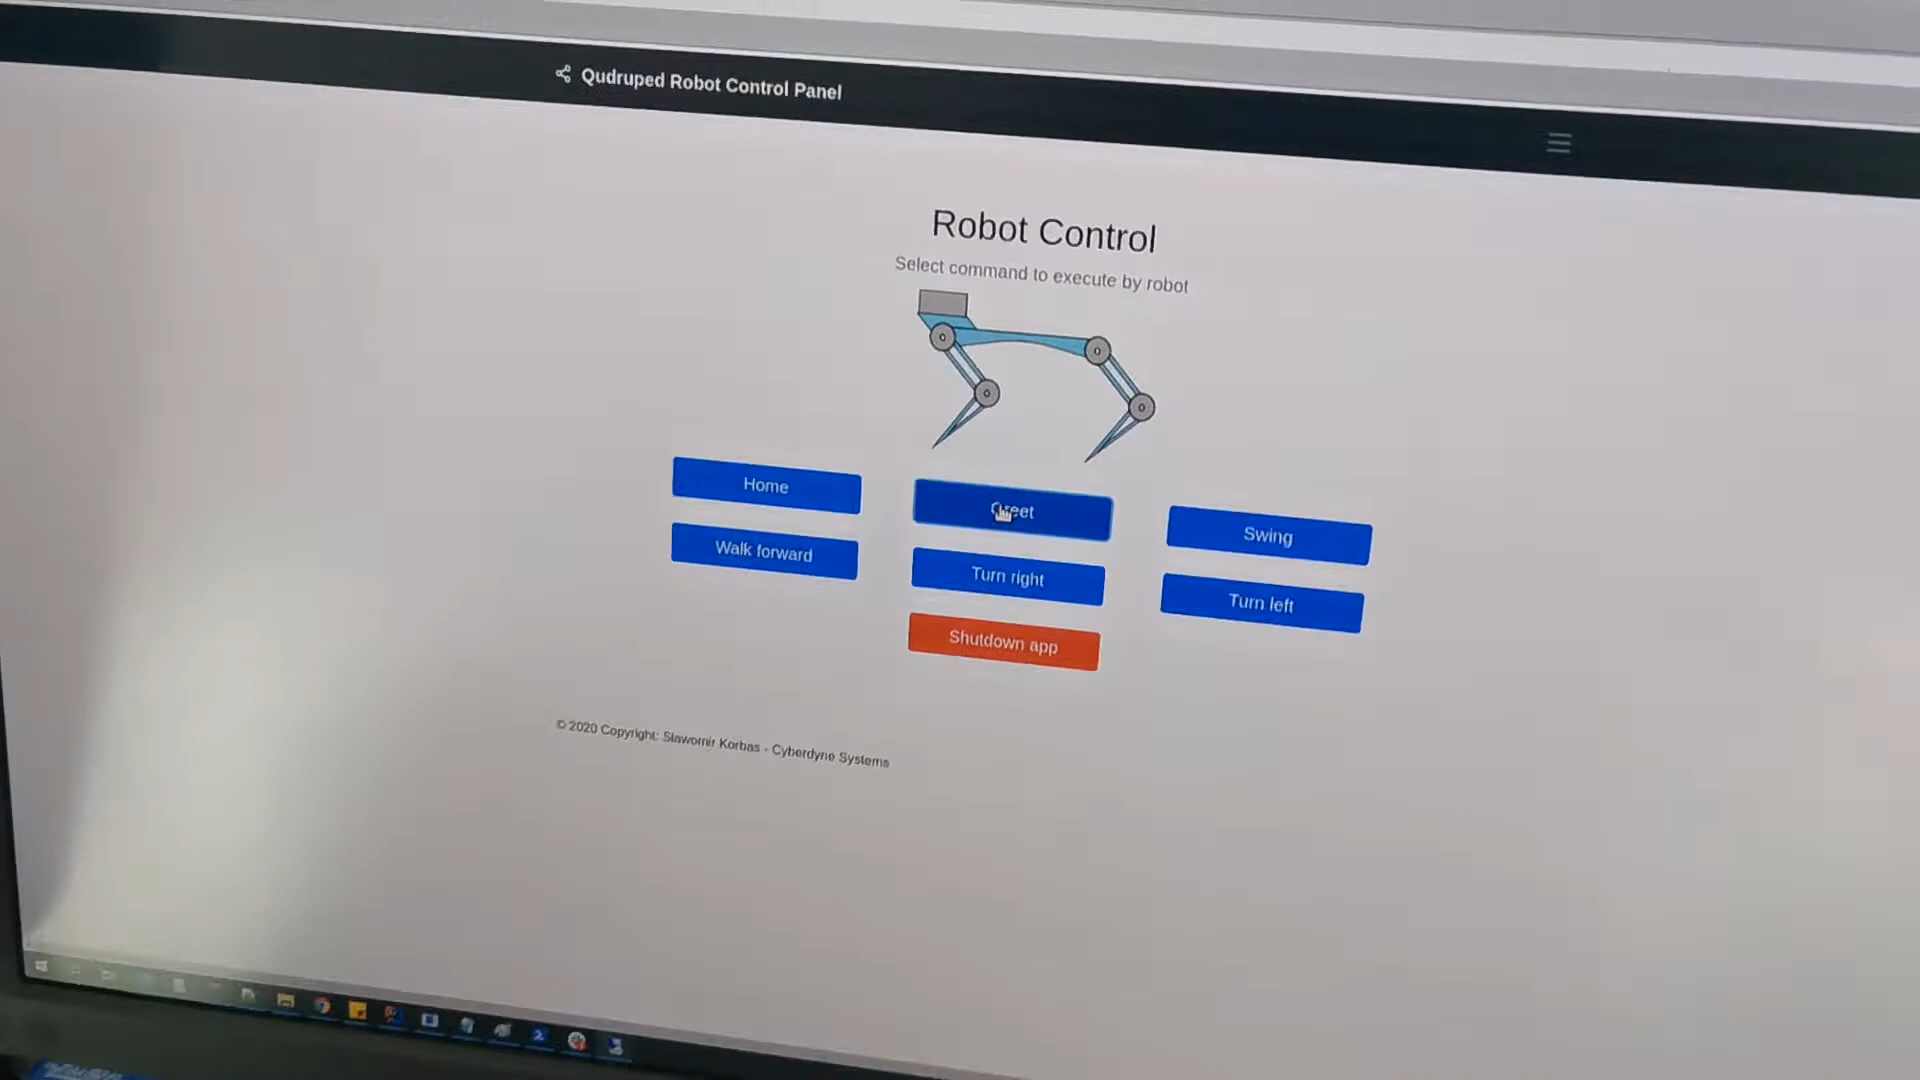 Qudruped Robot Control Panel
Robot Control
Select command to execute by robot
Home
Greet
Swing
Walk forward
Turn right
Turn left
Shutdown app
© 2020 Copyright: Slawomir Korbas - Cyberdyne Systems